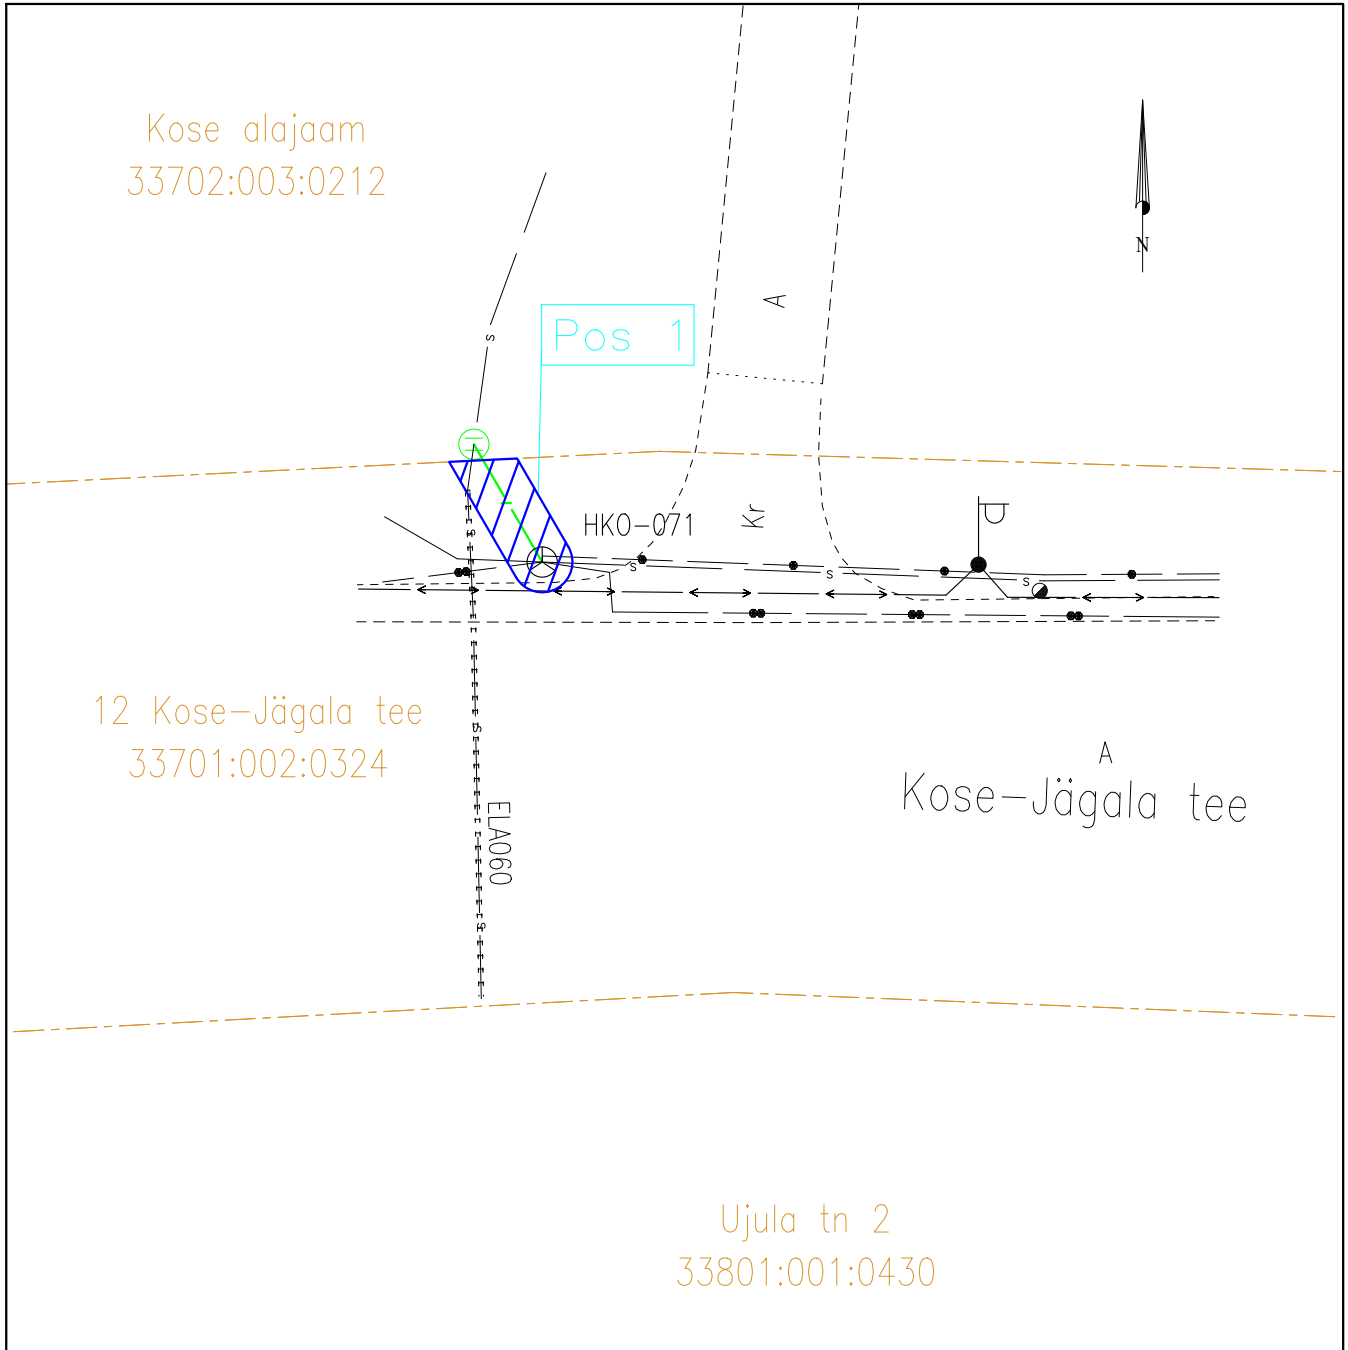 Kose alajaam
33702:003:0212
N
A
s
Pos 1
HKO-071
Kr
s
s
s
s
12 Kose-Jägala tee
33701:002:0324
s
A
Kose-Jägala tee
ELA060
s
Ujula tn 2
33801:001:0430